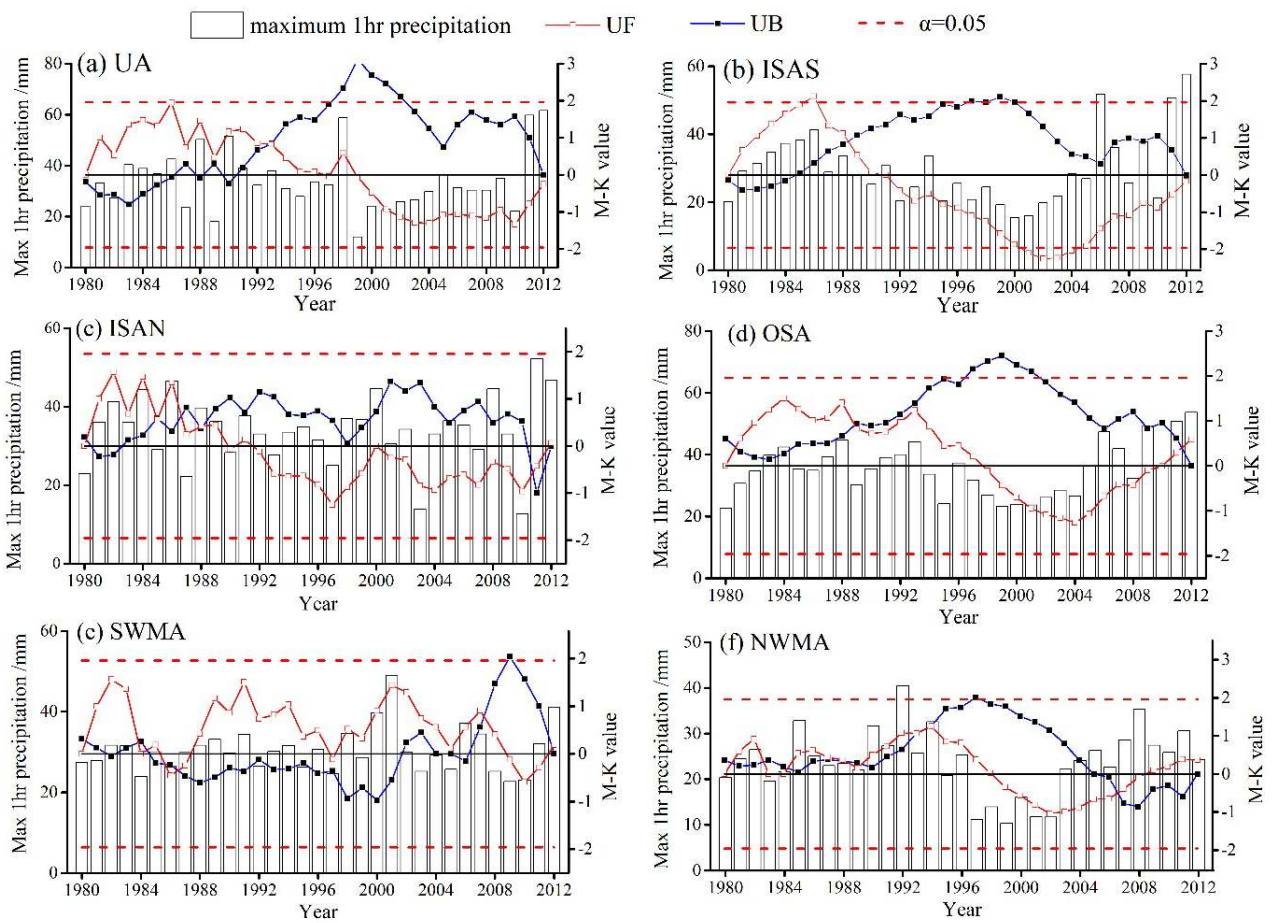 maximum 1hr precipitation UF UB α=0.05
(a) UA
Max 1hr precipitation /mm
80
60
40
20
0
3
2
1
0
-1
-2
M-K value
1980 1984 1988 1992 1996 2000 2004 2008 2012
Year
(b) ISAS
Max 1hr precipitation /mm
60
40
20
0
3
2
1
0
-1
-2
M-K value
1980 1984 1988 1992 1996 2000 2004 2008 2012
Year
(c) ISAN
Max 1hr precipitation /mm
60
40
20
0
2
1
0
-1
-2
M-K value
1980 1984 1988 1992 1996 2000 2004 2008 2012
Year
(d) OSA
Max 1hr precipitation /mm
80
60
40
20
0
3
2
1
0
-1
-2
M-K value
1980 1984 1988 1992 1996 2000 2004 2008 2012
Year
(e) SWMA
Max 1hr precipitation /mm
60
40
20
0
2
1
0
-1
-2
M-K value
1980 1984 1988 1992 1996 2000 2004 2008 2012
Year
(f) NWMA
Max 1hr precipitation /mm
50
40
30
20
10
0
3
2
1
0
-1
-2
M-K value
1980 1984 1988 1992 1996 2000 2004 2008 2012
Year